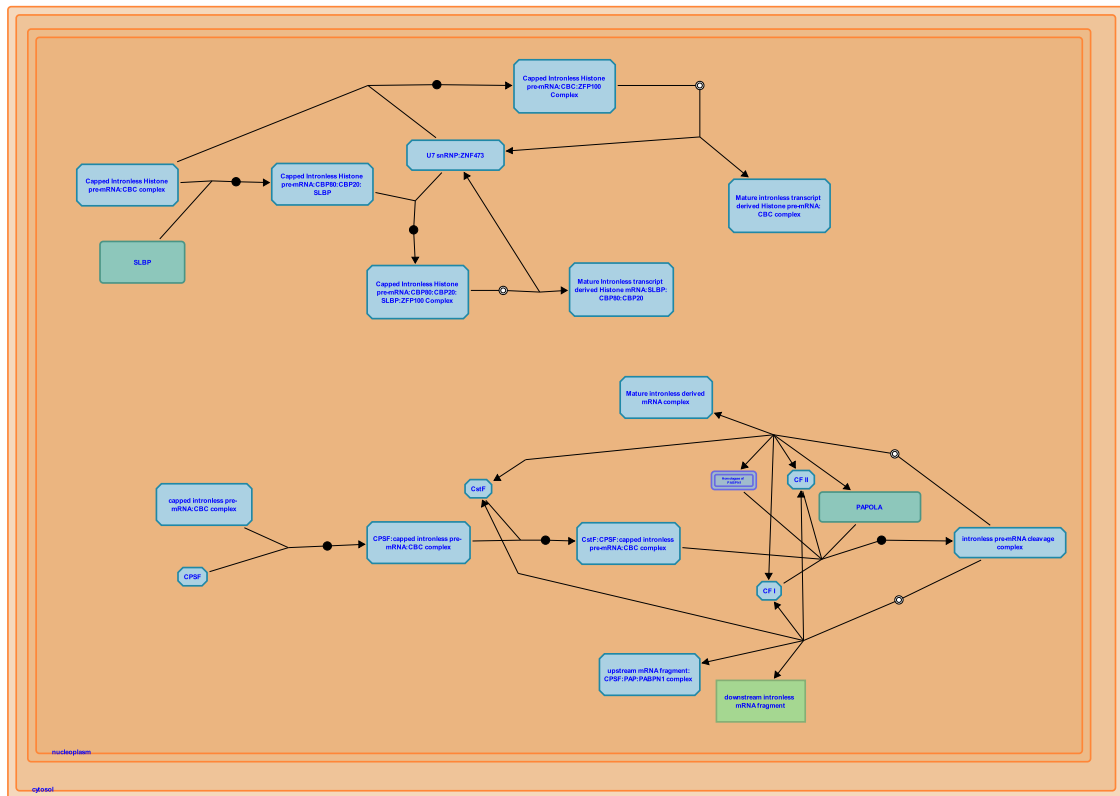 Capped Intronless Histone
pre-mRNA:CBC:ZFP100
Complex
U7 snRNP:ZNF473
Capped Intronless Histone
pre-mRNA:CBC complex
Capped Intronless Histone
pre-mRNA:CBP80:CBP20:
SLBP
Mature intronless transcript
derived Histone pre-mRNA:
CBC complex
SLBP
Capped Intronless Histone
pre-mRNA:CBP80:CBP20:
SLBP:ZFP100 Complex
Mature Intronless transcript
derived Histone mRNA:SLBP:
CBP80:CBP20
Mature intronless derived
mRNA complex
CstF
Homologues of
PABPN1
CF II
PAPOLA
capped intronless pre-
mRNA:CBC complex
CPSF:capped intronless pre-
mRNA:CBC complex
CstF:CPSF:capped intronless
pre-mRNA:CBC complex
intronless pre-mRNA cleavage
complex
CPSF
CF I
upstream mRNA fragment:
CPSF:PAP:PABPN1 complex
downstream intronless
mRNA fragment
nucleoplasm
cytosol